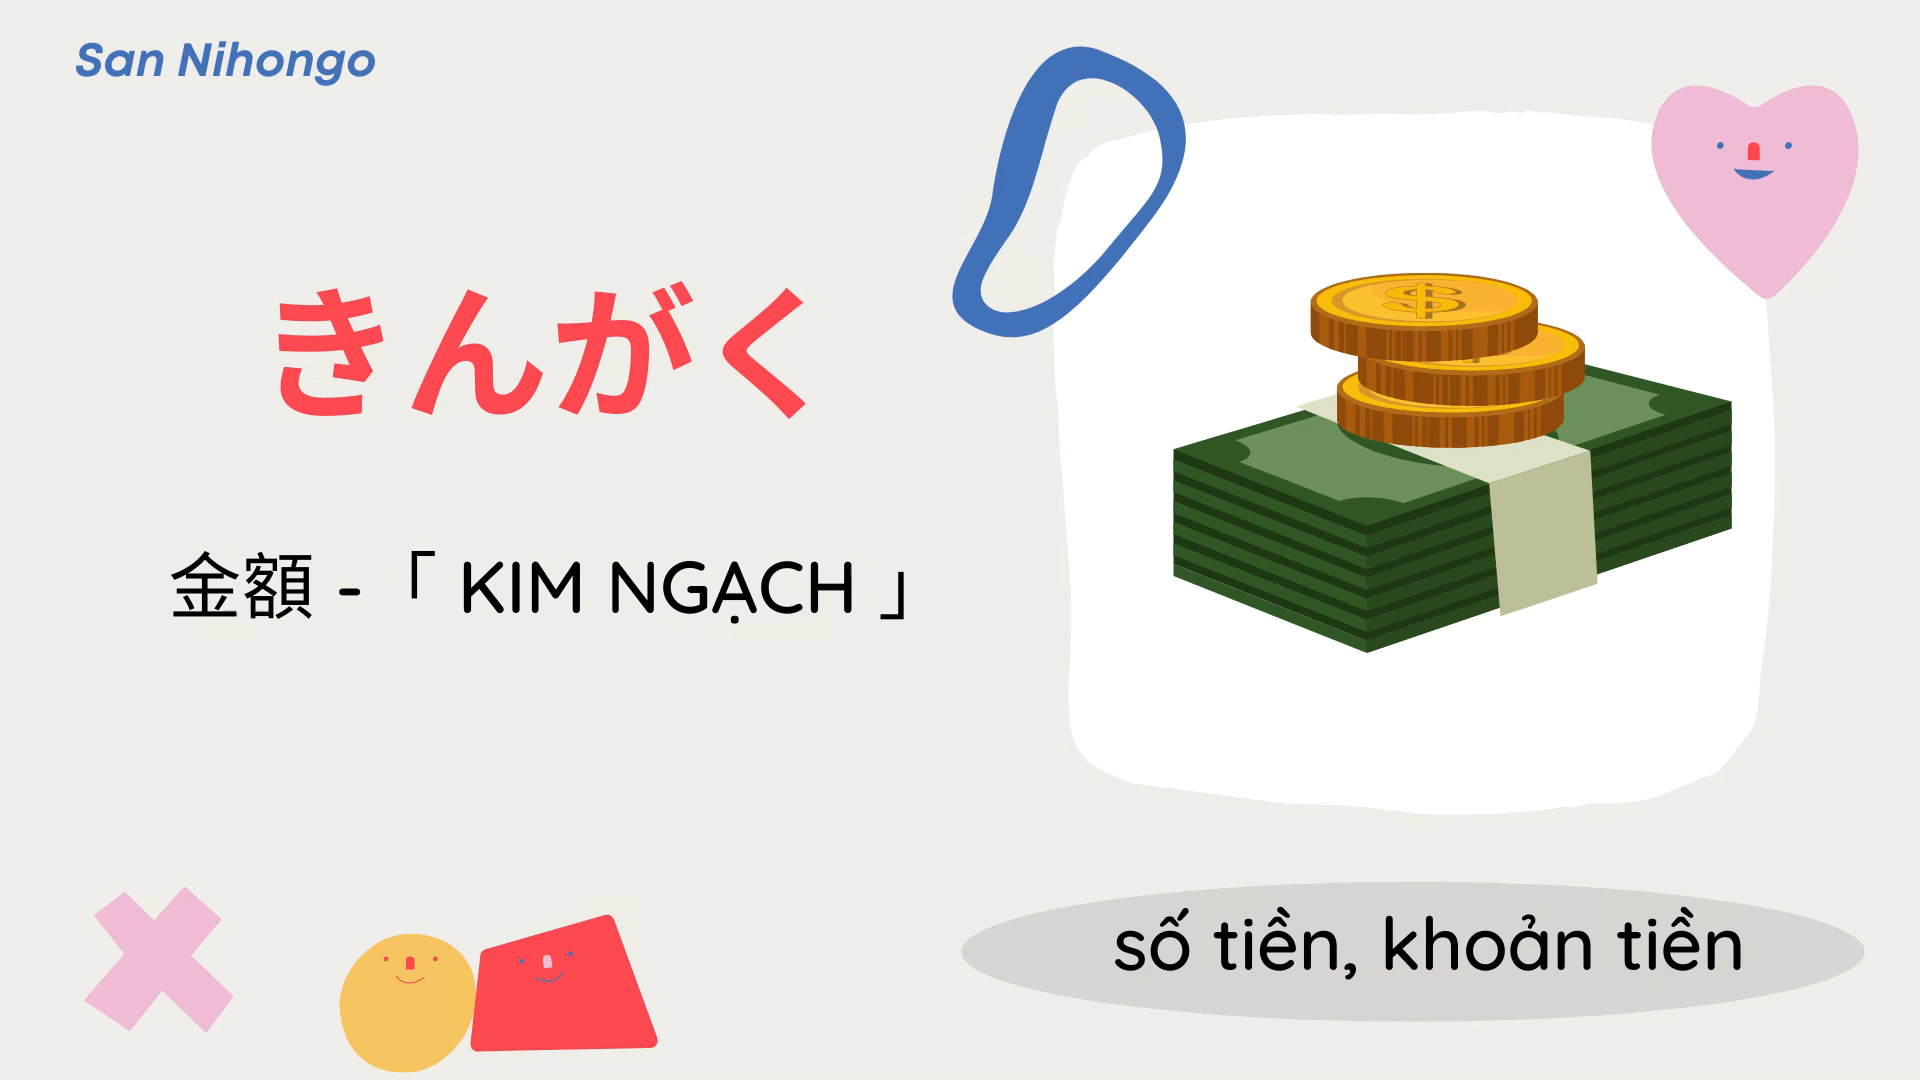 San Nihongo
きんがく
金額 -「 KIM NGẠCH 」
$
số tiền, khoản tiền